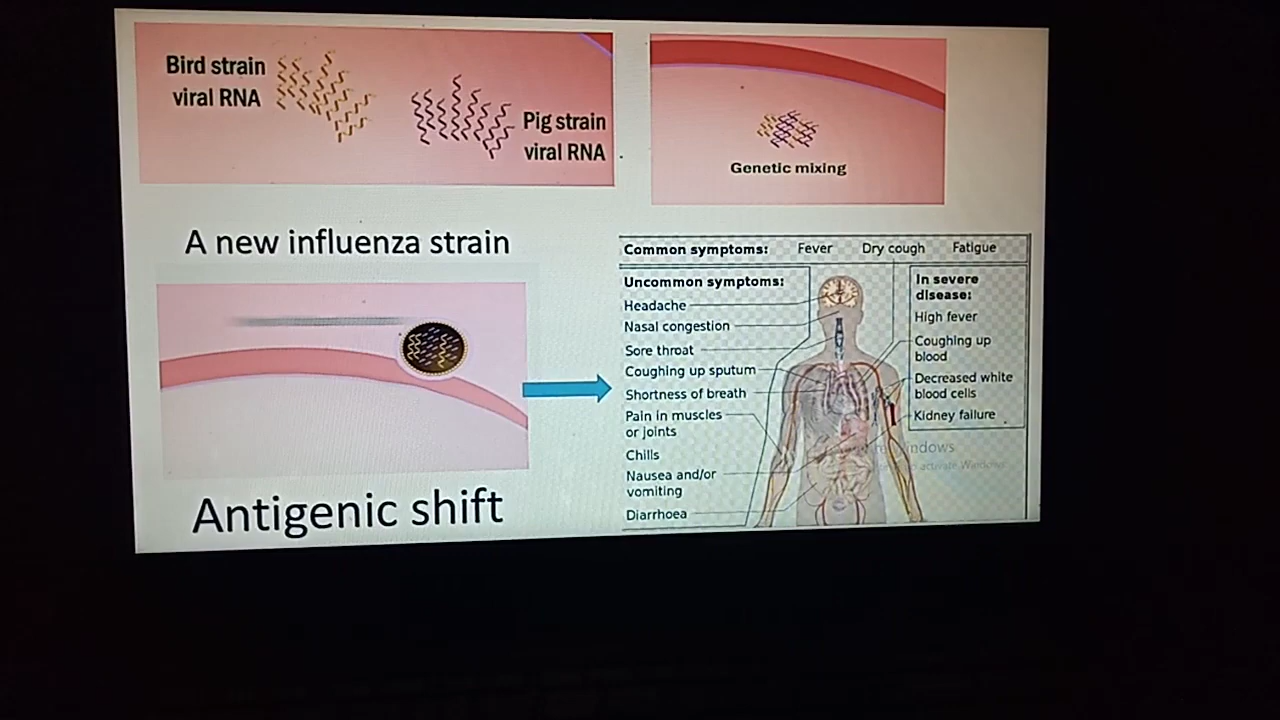 Bird strain
viral RNA
Pig strain
viral RNA
Genetic mixing
A new influenza strain
Antigenic shift
Common symptoms: Fever Dry cough Fatigue
Uncommon symptoms:
Headache
Nasal congestion
Sore throat
Coughing up sputum
Shortness of breath
Pain in muscles
or joints
Chills
Nausea and/or
vomiting
Diarrhoea
In severe
disease:
High fever
Coughing up
blood
Decreased white
blood cells
Kidney failure
activate Windows